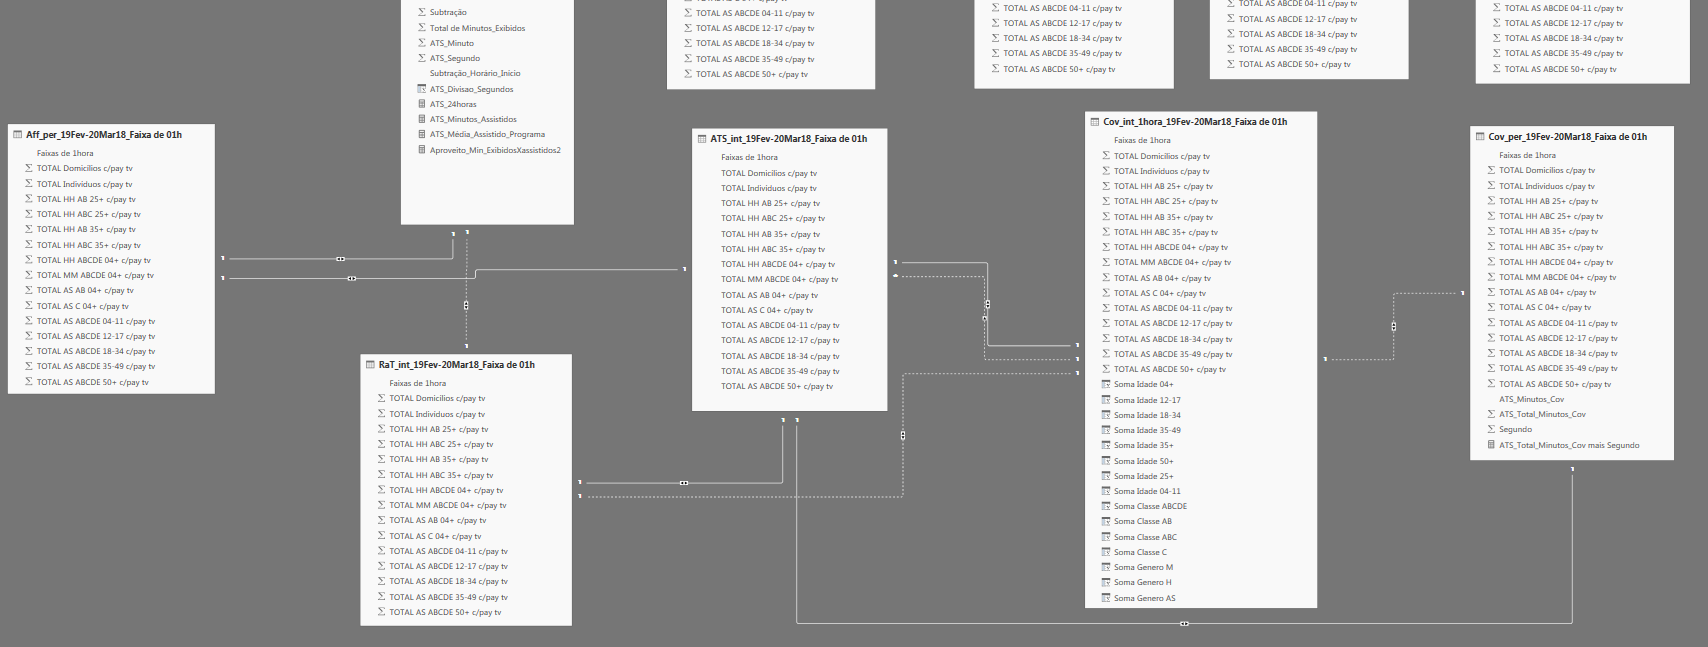 Subtração
Total de Minutos_Exibidos
ATS_Minuto
ATS_Segundo
Subtração_Horário_Inicio
ATS_Divisao_Segundos
ATS_24horas
ATS_Minutos_Assistidos
ATS_Média_Assistido_Programa
Aproveito_Min_ExibidosXassistidos2
TOTAL AS ABCDE 04-11 c/pay tv
TOTAL AS ABCDE 12-17 c/pay tv
TOTAL AS ABCDE 18-34 c/pay tv
TOTAL AS ABCDE 35-49 c/pay tv
TOTAL AS ABCDE 50+ c/pay tv
TOTAL AS ABCDE 04-11 c/pay tv
TOTAL AS ABCDE 12-17 c/pay tv
TOTAL AS ABCDE 18-34 c/pay tv
TOTAL AS ABCDE 35-49 c/pay tv
TOTAL AS ABCDE 50+ c/pay tv
TOTAL AS ABCDE 04-11 c/pay tv
TOTAL AS ABCDE 12-17 c/pay tv
TOTAL AS ABCDE 18-34 c/pay tv
TOTAL AS ABCDE 35-49 c/pay tv
TOTAL AS ABCDE 50+ c/pay tv
TOTAL AS ABCDE 04-11 c/pay tv
TOTAL AS ABCDE 12-17 c/pay tv
TOTAL AS ABCDE 18-34 c/pay tv
TOTAL AS ABCDE 35-49 c/pay tv
TOTAL AS ABCDE 50+ c/pay tv
Aff_per_19Fev-20Mar18_Faixa de 01h
Faixas de 1hora
TOTAL Domicilios c/pay tv
TOTAL Individuos c/pay tv
TOTAL HH AB 25+ c/pay tv
TOTAL HH ABC 25+ c/pay tv
TOTAL HH AB 35+ c/pay tv
TOTAL HH ABC 35+ c/pay tv
TOTAL HH ABCDE 04+ c/pay tv
TOTAL MM ABCDE 04+ c/pay tv
TOTAL AS AB 04+ c/pay tv
TOTAL AS C 04+ c/pay tv
TOTAL AS ABCDE 04-11 c/pay tv
TOTAL AS ABCDE 12-17 c/pay tv
TOTAL AS ABCDE 18-34 c/pay tv
TOTAL AS ABCDE 35-49 c/pay tv
TOTAL AS ABCDE 50+ c/pay tv
RaT_int_19Fev-20Mar18_Faixa de 01h
Faixas de 1hora
TOTAL Domicilios c/pay tv
TOTAL Individuos c/pay tv
TOTAL HH AB 25+ c/pay tv
TOTAL HH ABC 25+ c/pay tv
TOTAL HH AB 35+ c/pay tv
TOTAL HH ABC 35+ c/pay tv
TOTAL HH ABCDE 04+ c/pay tv
TOTAL MM ABCDE 04+ c/pay tv
TOTAL AS AB 04+ c/pay tv
TOTAL AS C 04+ c/pay tv
TOTAL AS ABCDE 04-11 c/pay tv
TOTAL AS ABCDE 12-17 c/pay tv
TOTAL AS ABCDE 18-34 c/pay tv
TOTAL AS ABCDE 35-49 c/pay tv
TOTAL AS ABCDE 50+ c/pay tv
ATS_int_19Fev-20Mar18_Faixa de 01h
Faixas de 1hora
TOTAL Domicilios c/pay tv
TOTAL Individuos c/pay tv
TOTAL HH AB 25+ c/pay tv
TOTAL HH ABC 25+ c/pay tv
TOTAL HH AB 35+ c/pay tv
TOTAL HH ABC 35+ c/pay tv
TOTAL HH ABCDE 04+ c/pay tv
TOTAL MM ABCDE 04+ c/pay tv
TOTAL AS AB 04+ c/pay tv
TOTAL AS C 04+ c/pay tv
TOTAL AS ABCDE 04-11 c/pay tv
TOTAL AS ABCDE 12-17 c/pay tv
TOTAL AS ABCDE 18-34 c/pay tv
TOTAL AS ABCDE 35-49 c/pay tv
TOTAL AS ABCDE 50+ c/pay tv
Cov_int_1hora_19Fev-20Mar18_Faixa de 01h
Faixas de 1hora
TOTAL Domicilios c/pay tv
TOTAL Individuos c/pay tv
TOTAL HH AB 25+ c/pay tv
TOTAL HH ABC 25+ c/pay tv
TOTAL HH AB 35+ c/pay tv
TOTAL HH ABC 35+ c/pay tv
TOTAL HH ABCDE 04+ c/pay tv
TOTAL MM ABCDE 04+ c/pay tv
TOTAL AS AB 04+ c/pay tv
TOTAL AS C 04+ c/pay tv
TOTAL AS ABCDE 04-11 c/pay tv
TOTAL AS ABCDE 12-17 c/pay tv
TOTAL AS ABCDE 18-34 c/pay tv
TOTAL AS ABCDE 35-49 c/pay tv
TOTAL AS ABCDE 50+ c/pay tv
Soma Idade 04+
Soma Idade 12-17
Soma Idade 18-34
Soma Idade 35-49
Soma Idade 35+
Soma Idade 50+
Soma Idade 25+
Soma Idade 04-11
Soma Classe ABCDE
Soma Classe AB
Soma Classe ABC
Soma Classe C
Soma Genero M
Soma Genero H
Soma Genero AS
Cov_per_19Fev-20Mar18_Faixa de 01h
Faixas de 1hora
TOTAL Domicilios c/pay tv
TOTAL Individuos c/pay tv
TOTAL HH AB 25+ c/pay tv
TOTAL HH ABC 25+ c/pay tv
TOTAL HH AB 35+ c/pay tv
TOTAL HH ABC 35+ c/pay tv
TOTAL HH ABCDE 04+ c/pay tv
TOTAL MM ABCDE 04+ c/pay tv
TOTAL AS AB 04+ c/pay tv
TOTAL AS C 04+ c/pay tv
TOTAL AS ABCDE 04-11 c/pay tv
TOTAL AS ABCDE 12-17 c/pay tv
TOTAL AS ABCDE 18-34 c/pay tv
TOTAL AS ABCDE 35-49 c/pay tv
TOTAL AS ABCDE 50+ c/pay tv
ATS_Minutos_Cov
ATS_Total_Minutos_Cov
Segundo
ATS_Total_Minutos_Cov mais Segundo